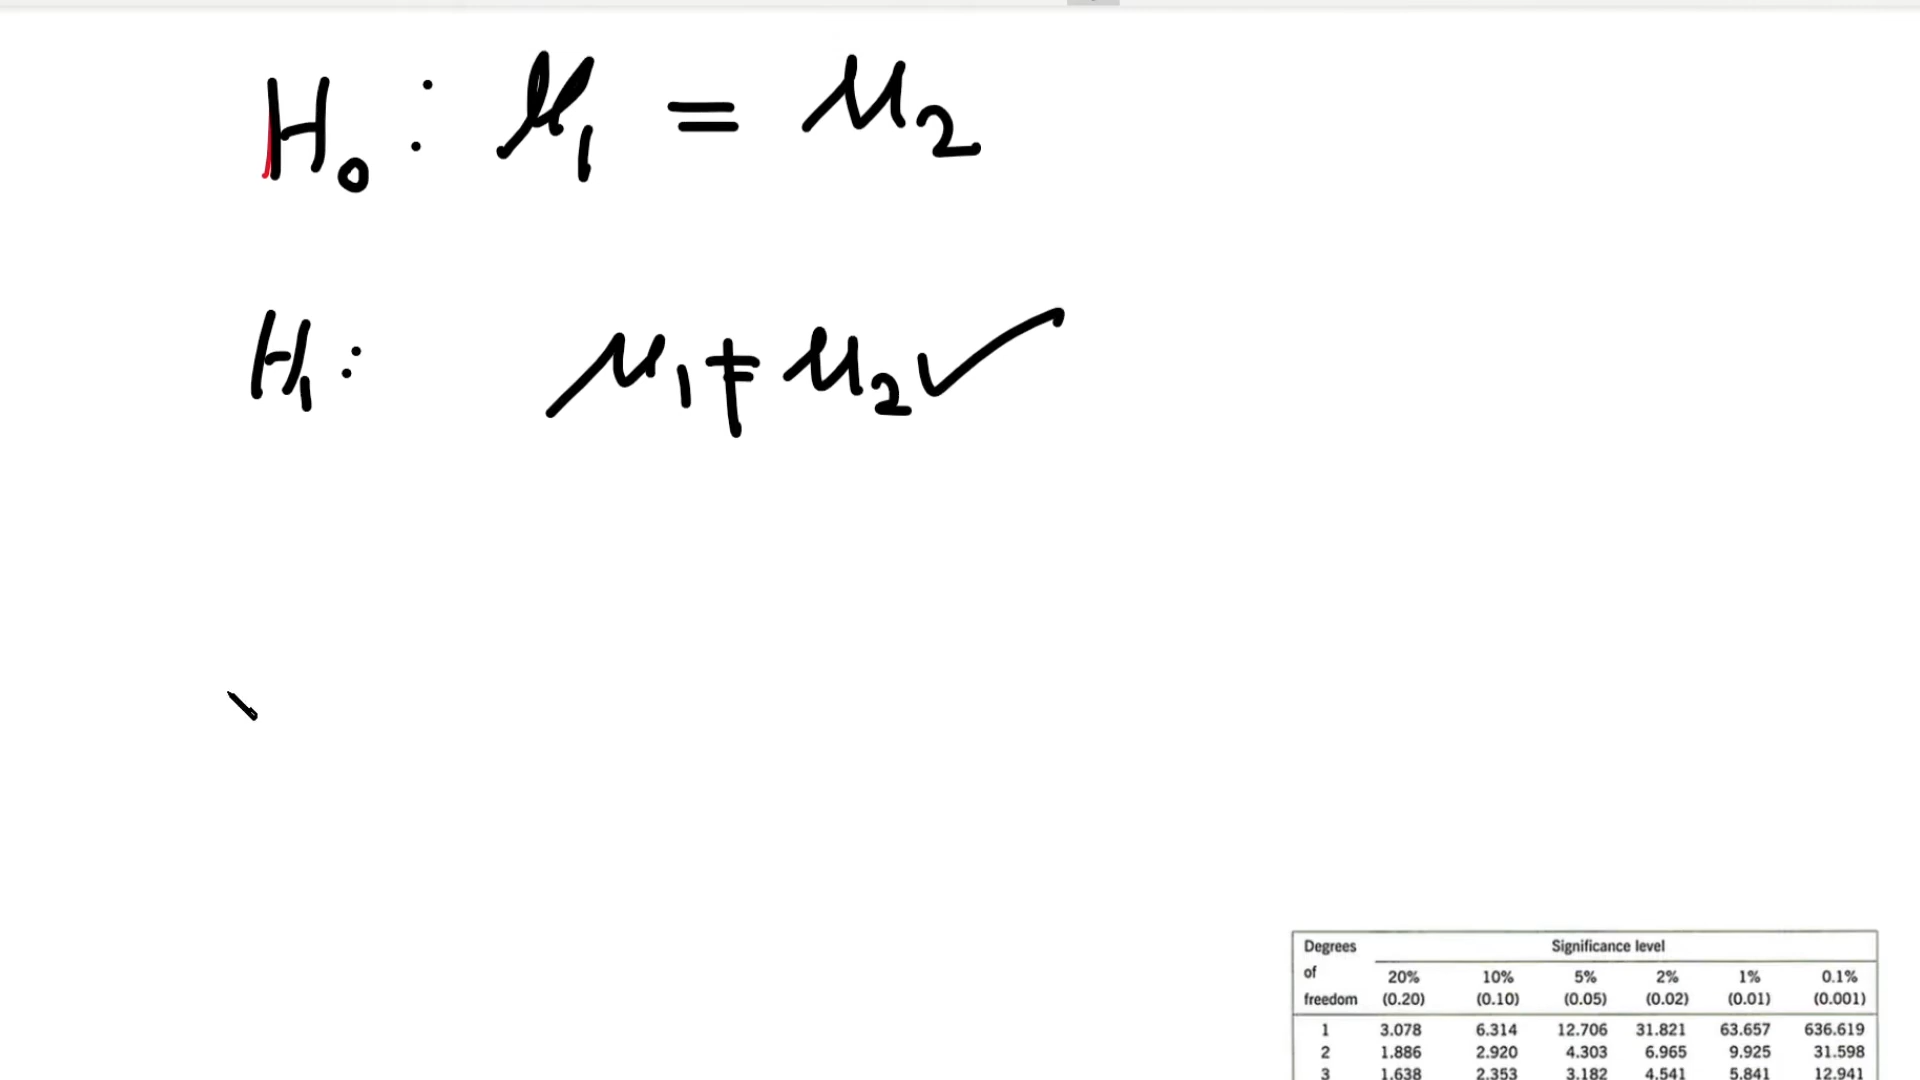 H₀ : μ₁ = μ₂
H₁ : μ₁ ≠ μ₂ ✓
Degrees of freedom Significance level
20% 10% 5% 2% 1% 0.1%
(0.20) (0.10) (0.05) (0.02) (0.01) (0.001)
1 3.078 6.314 12.706 31.821 63.657 636.619
2 1.886 2.920 4.303 6.965 9.925 31.598
3 1.638 2.353 3.182 4.541 5.841 12.941